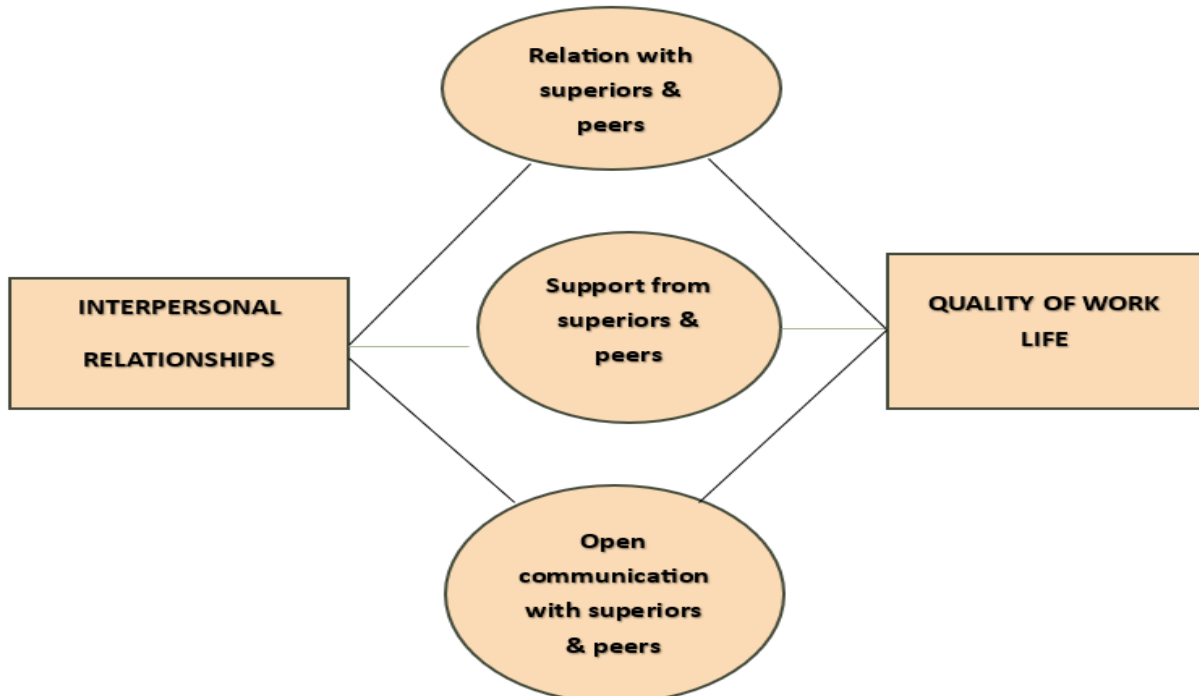 Relation with
superiors &
peers
INTERPERSONAL
RELATIONSHIPS
Support from
superiors &
peers
QUALITY OF WORK
LIFE
Open
communication
with superiors
& peers